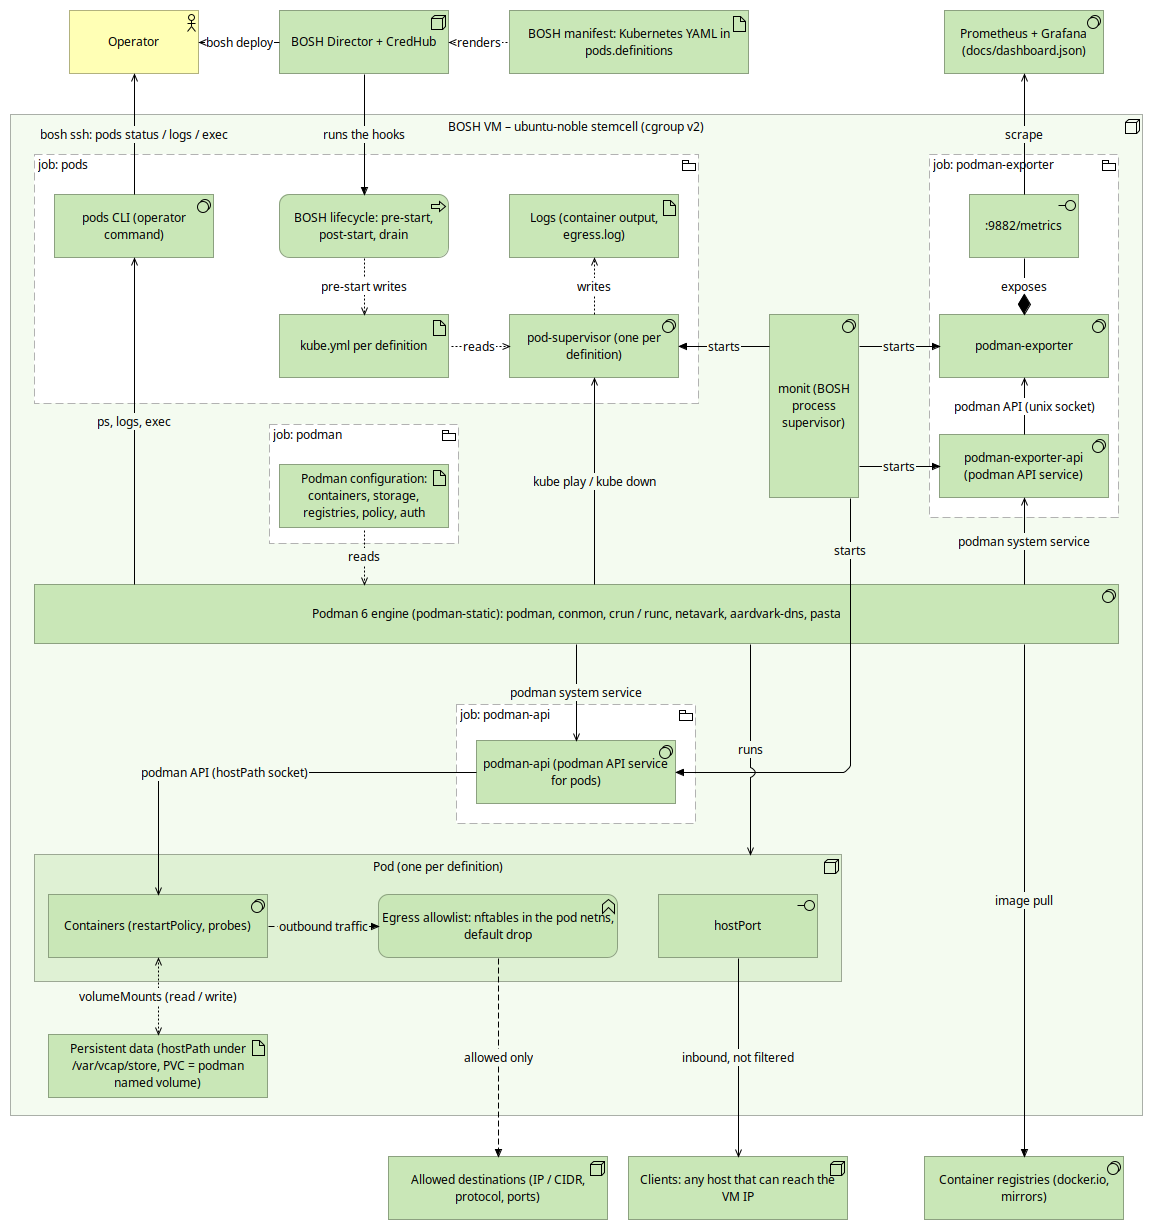 Operator
bosh deploy
BOSH Director + CredHub
renders
BOSH manifest: Kubernetes YAML in
pods.definitions
Prometheus + Grafana
(docs/dashboard.json)
bosh ssh: pods status / logs / exec
runs the hooks
BOSH VM – ubuntu-noble stemcell (cgroup v2)
scrape
job: pods
job: podman-exporter
pods CLI (operator
command)
BOSH lifecycle: pre-start,
post-start, drain
Logs (container output,
egress.log)
:9882/metrics
pre-start writes
writes
exposes
kube.yml per definition
reads
pod-supervisor (one per
definition)
starts
monit (BOSH
process
supervisor)
starts
podman-exporter
podman API (unix socket)
ps, logs, exec
job: podman
Podman configuration:
containers, storage,
registries, policy, auth
kube play / kube down
starts
podman-exporter-api
(podman API service)
reads
starts
podman system service
Podman 6 engine (podman-static): podman, conmon, crun / runc, netavark, aardvark-dns, pasta
podman system service
job: podman-api
runs
podman-api (podman API service
for pods)
podman API (hostPath socket)
Pod (one per definition)
Containers (restartPolicy, probes)
outbound traffic
Egress allowlist: nftables in the pod netns,
default drop
hostPort
image pull
volumeMounts (read / write)
Persistent data (hostPath under
/var/vcap/store, PVC = podman
named volume)
allowed only
inbound, not filtered
Allowed destinations (IP / CIDR,
protocol, ports)
Clients: any host that can reach the
VM IP
Container registries (docker.io,
mirrors)